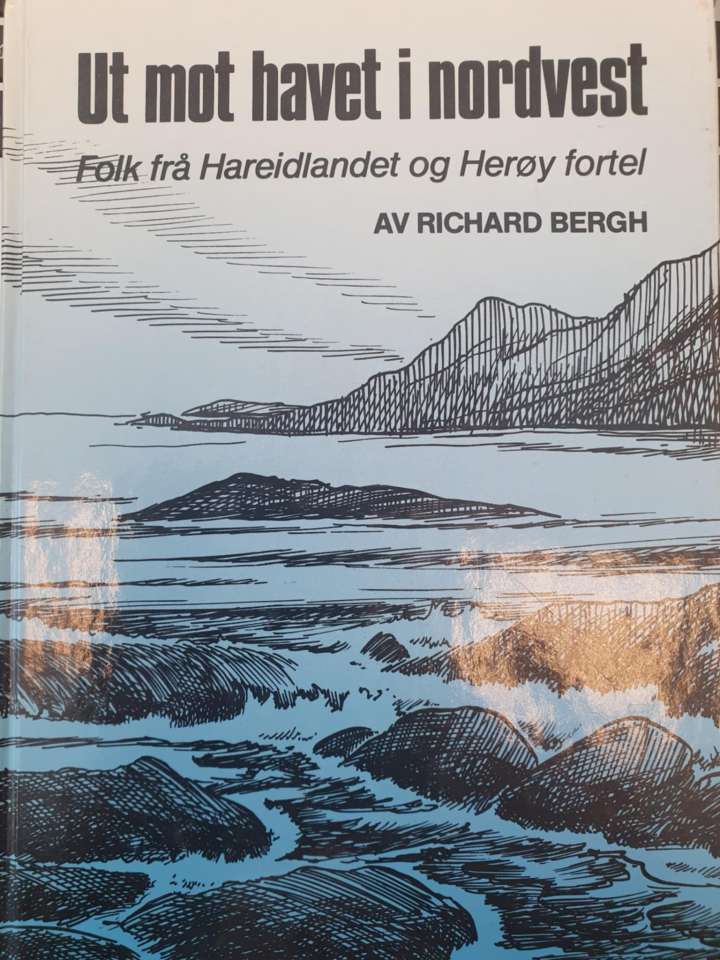 Ut mot havet i nordvest
Folk frå Hareidlandet og Herøy fortel
AV RICHARD BERGH